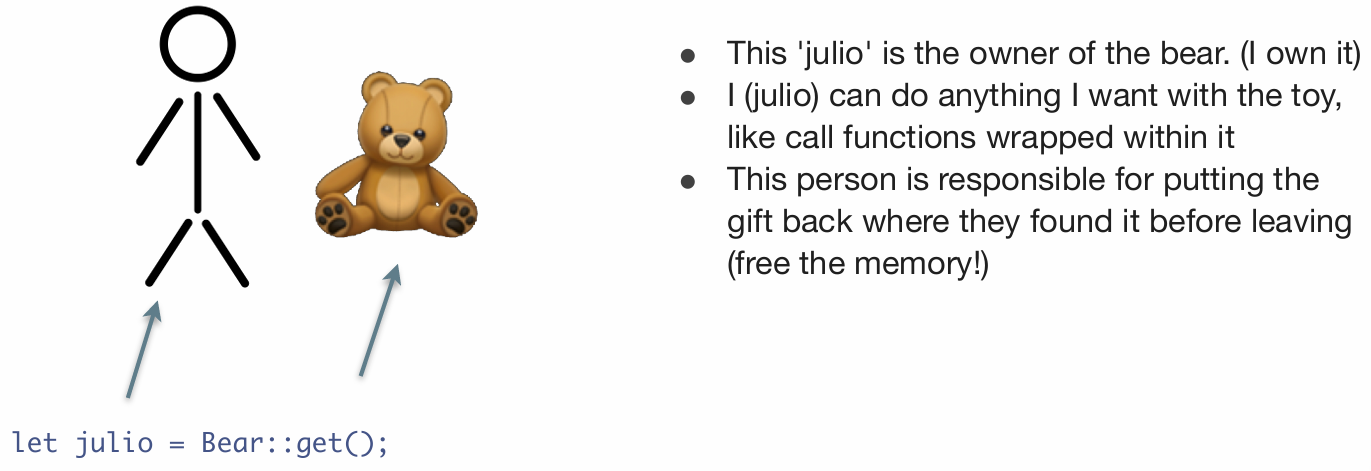 • This 'julio' is the owner of the bear. (I own it)
• I (julio) can do anything I want with the toy,
like call functions wrapped within it
• This person is responsible for putting the
gift back where they found it before leaving
(free the memory!)
let julio = Bear::get();